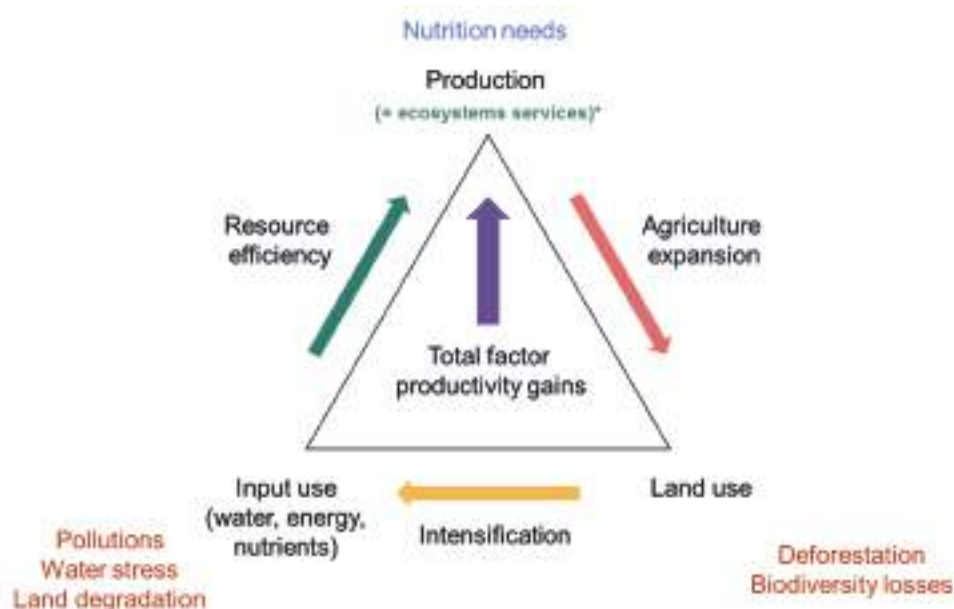 Nutrition needs
Production
(+ ecosystems services)*
Resource
efficiency
Agriculture
expansion
Total factor
productivity gains
Input use
(water, energy,
nutrients)
Intensification
Land use
Pollutions
Water stress
Land degradation
Deforestation
Biodiversity losses